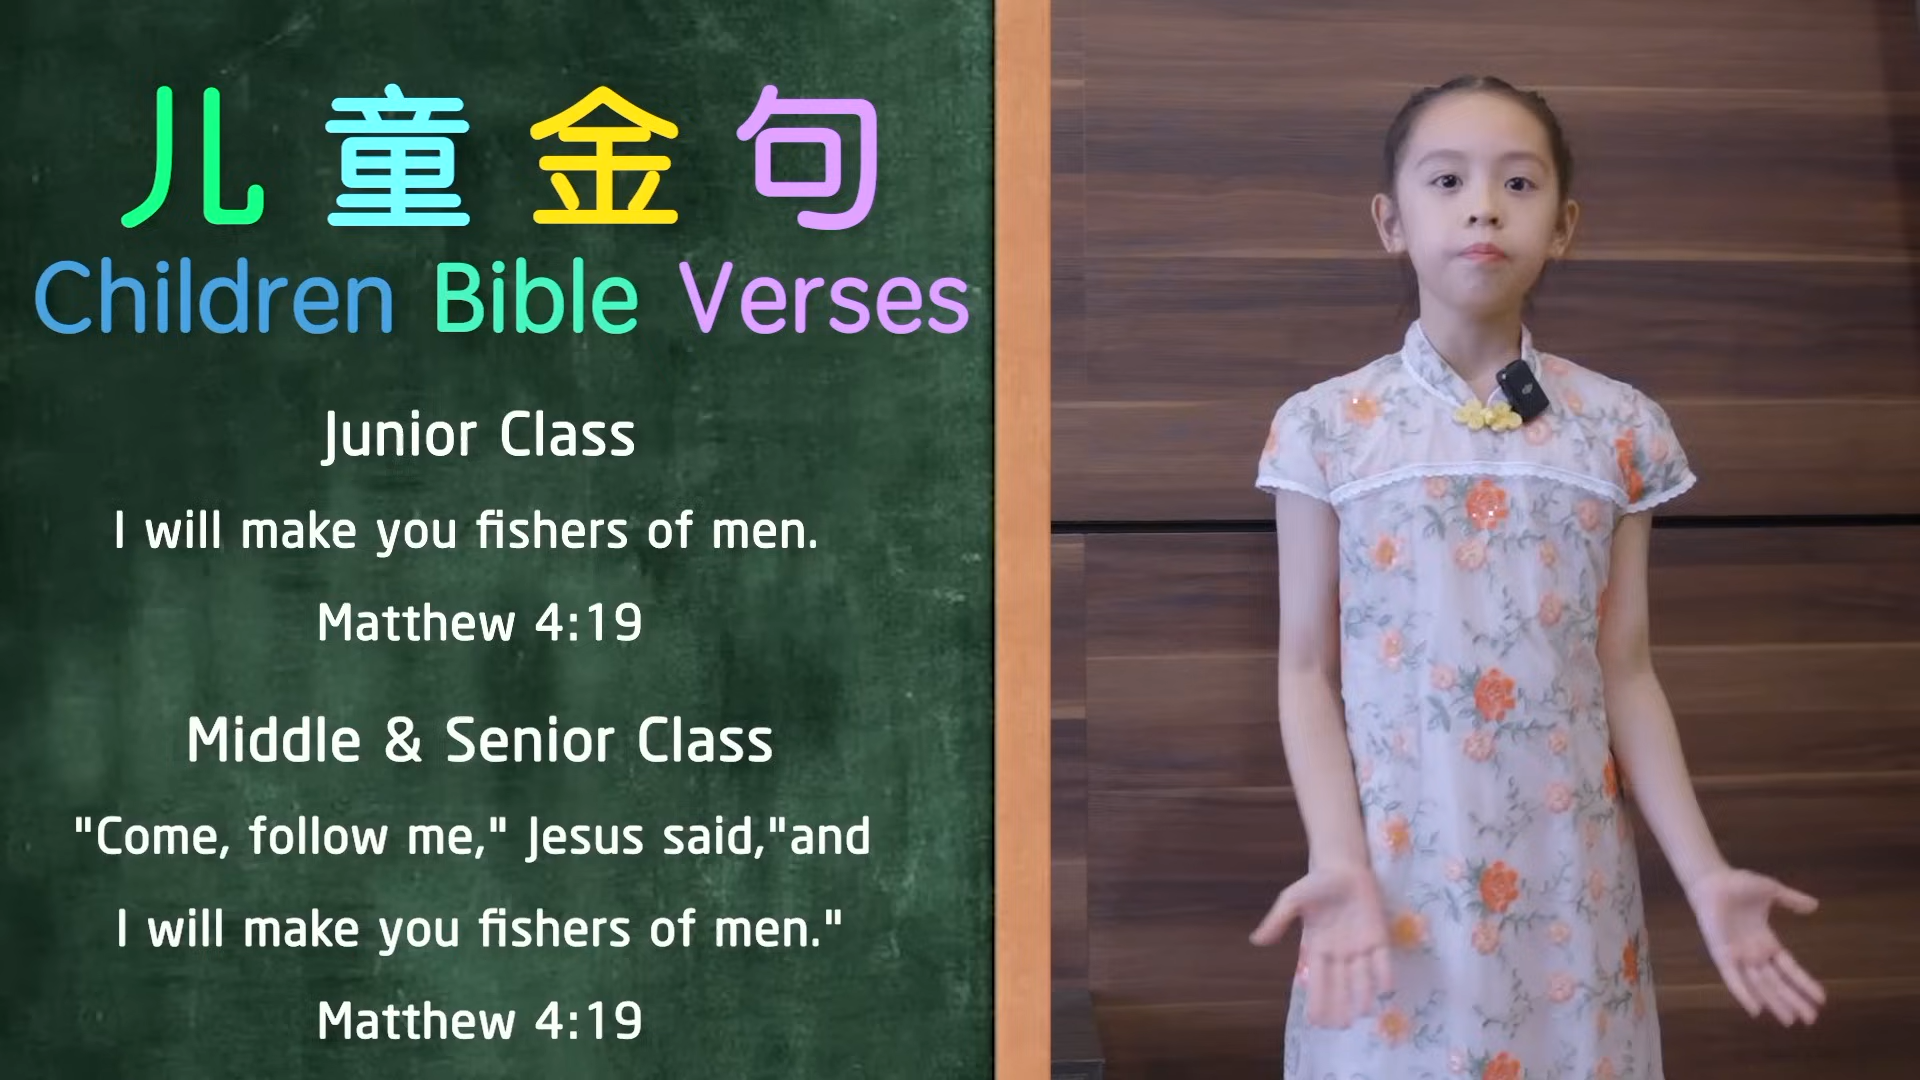 儿童金句
Children Bible Verses
Junior Class
I will make you fishers of men.
Matthew 4:19
Middle & Senior Class
"Come, follow me," Jesus said,"and
I will make you fishers of men."
Matthew 4:19